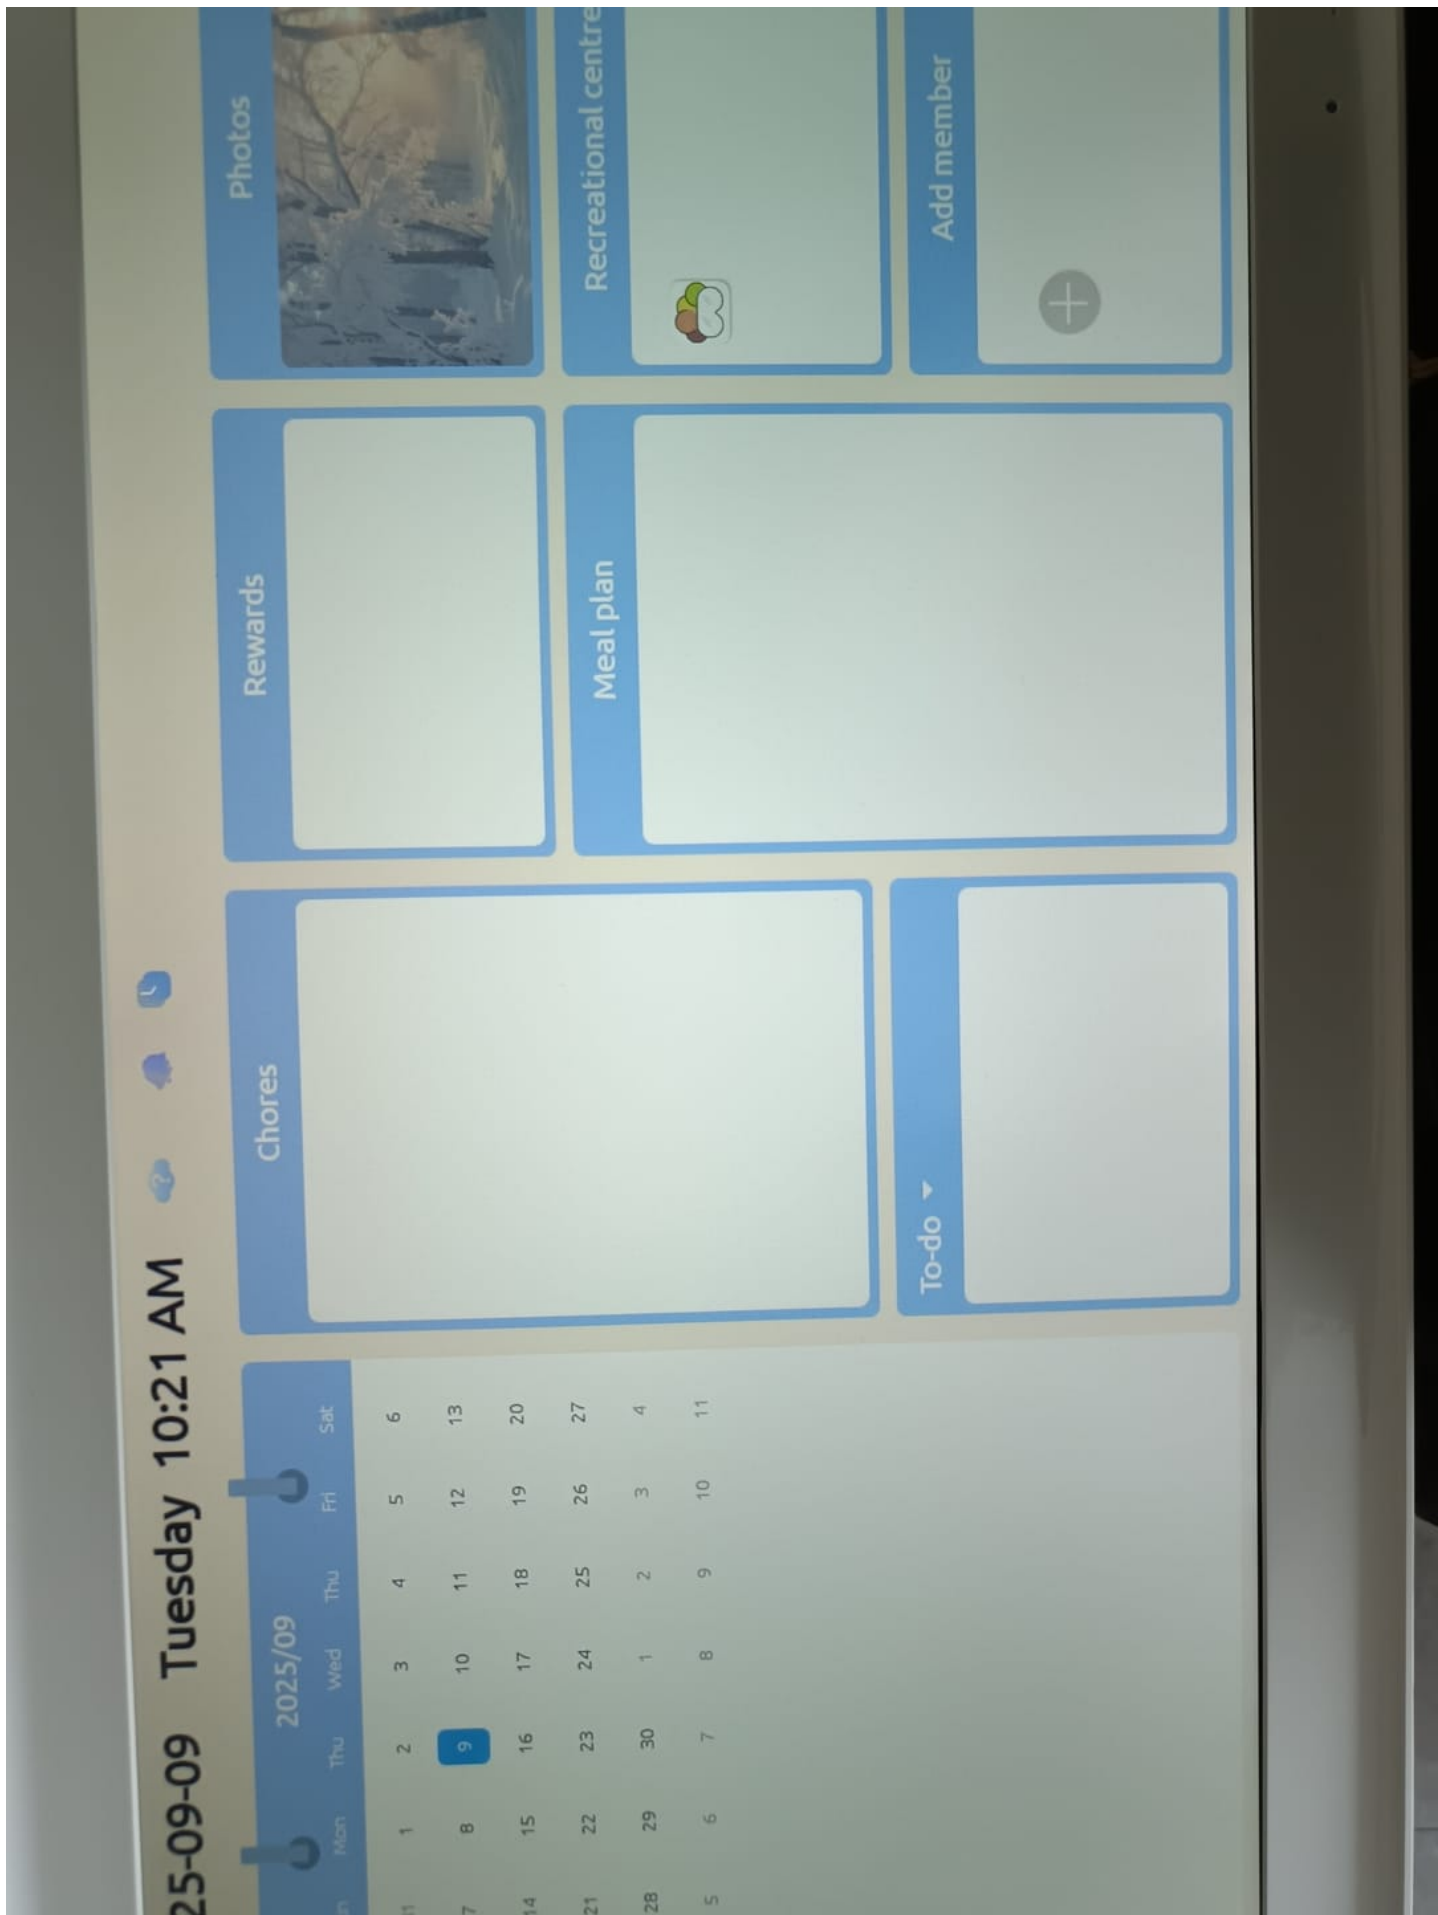 25-09-09 Tuesday 10:21 AM
2025/09
n Mon Thu Wed Thu Fri Sat
1 2 3 4 5 6
7 8 9 10 11 12 13
14 15 16 17 18 19 20
21 22 23 24 25 26 27
28 29 30 1 2 3 4
5 6 7 8 9 10 11
Chores
To-do
Rewards
Meal plan
Photos
Recreational centre
Add member